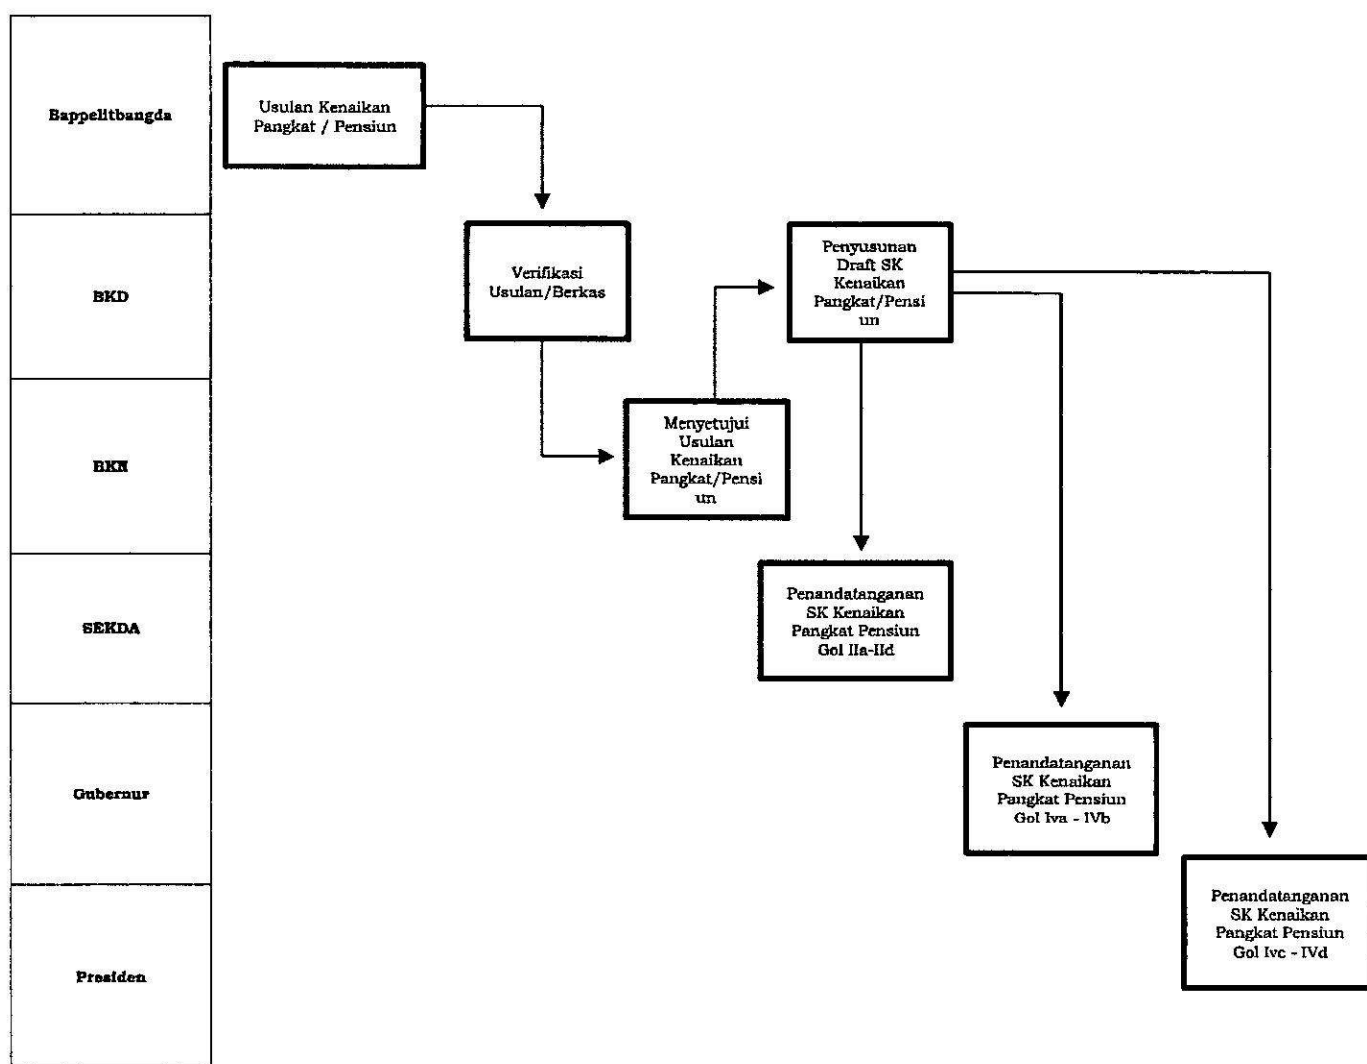 Bappelitbangda
Usulan Kenaikan
Pangkat / Pensiun
BKD
Verifikasi
Usulan/Berkas
Penyusunan
Draft SK
Kenaikan
Pangkat/Pensi
un
BKN
Menyetujui
Usulan
Kenaikan
Pangkat/Pensi
un
SEKDA
Penandatanganan
SK Kenaikan
Pangkat Pensiun
Gol IIa-IId
Gubernur
Penandatanganan
SK Kenaikan
Pangkat Pensiun
Gol Iva - IVb
Presiden
Penandatanganan
SK Kenaikan
Pangkat Pensiun
Gol Ivc - IVd